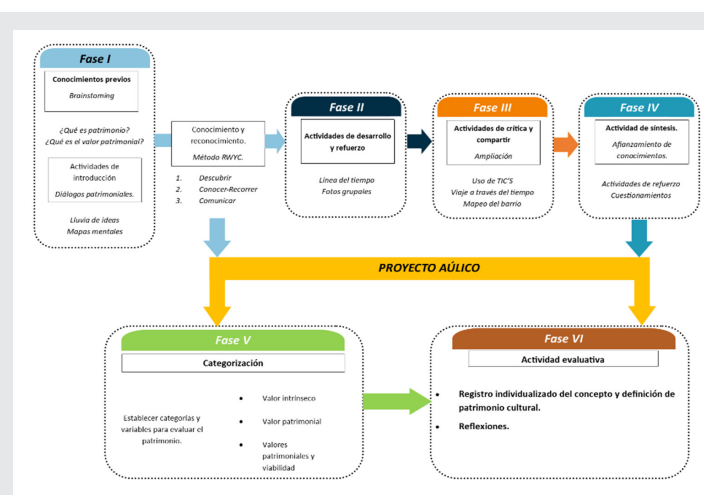 Fase I
Conocimientos previos
Brainstoming
¿Qué es patrimonio?
¿Qué es el valor patrimonial?
Actividades de
introducción
Diálogos patrimoniales.
Lluvia de ideas
Mapas mentales
Conocimiento y
reconocimiento.
Método RWYC.
1. Descubrir
2. Conocer-Recorrer
3. Comunicar
Fase II
Actividades de desarrollo
y refuerzo
Línea del tiempo
Fotos grupales
Fase III
Actividades de crítica y
compartir
Ampliación
Uso de TIC'S
Viaje a través del tiempo
Mapeo del barrio
Fase IV
Actividad de síntesis.
Afianzamiento de
conocimientos.
Actividades de refuerzo
Cuestionamientos
PROYECTO AÚLICO
Fase V
Categorización
Establecer categorías y
variables para evaluar el
patrimonio.
• Valor intrínseco
• Valor patrimonial
• Valores
patrimoniales y
viabilidad
Fase VI
Actividad evaluativa
• Registro individualizado del concepto y definición de
patrimonio cultural.
• Reflexiones.